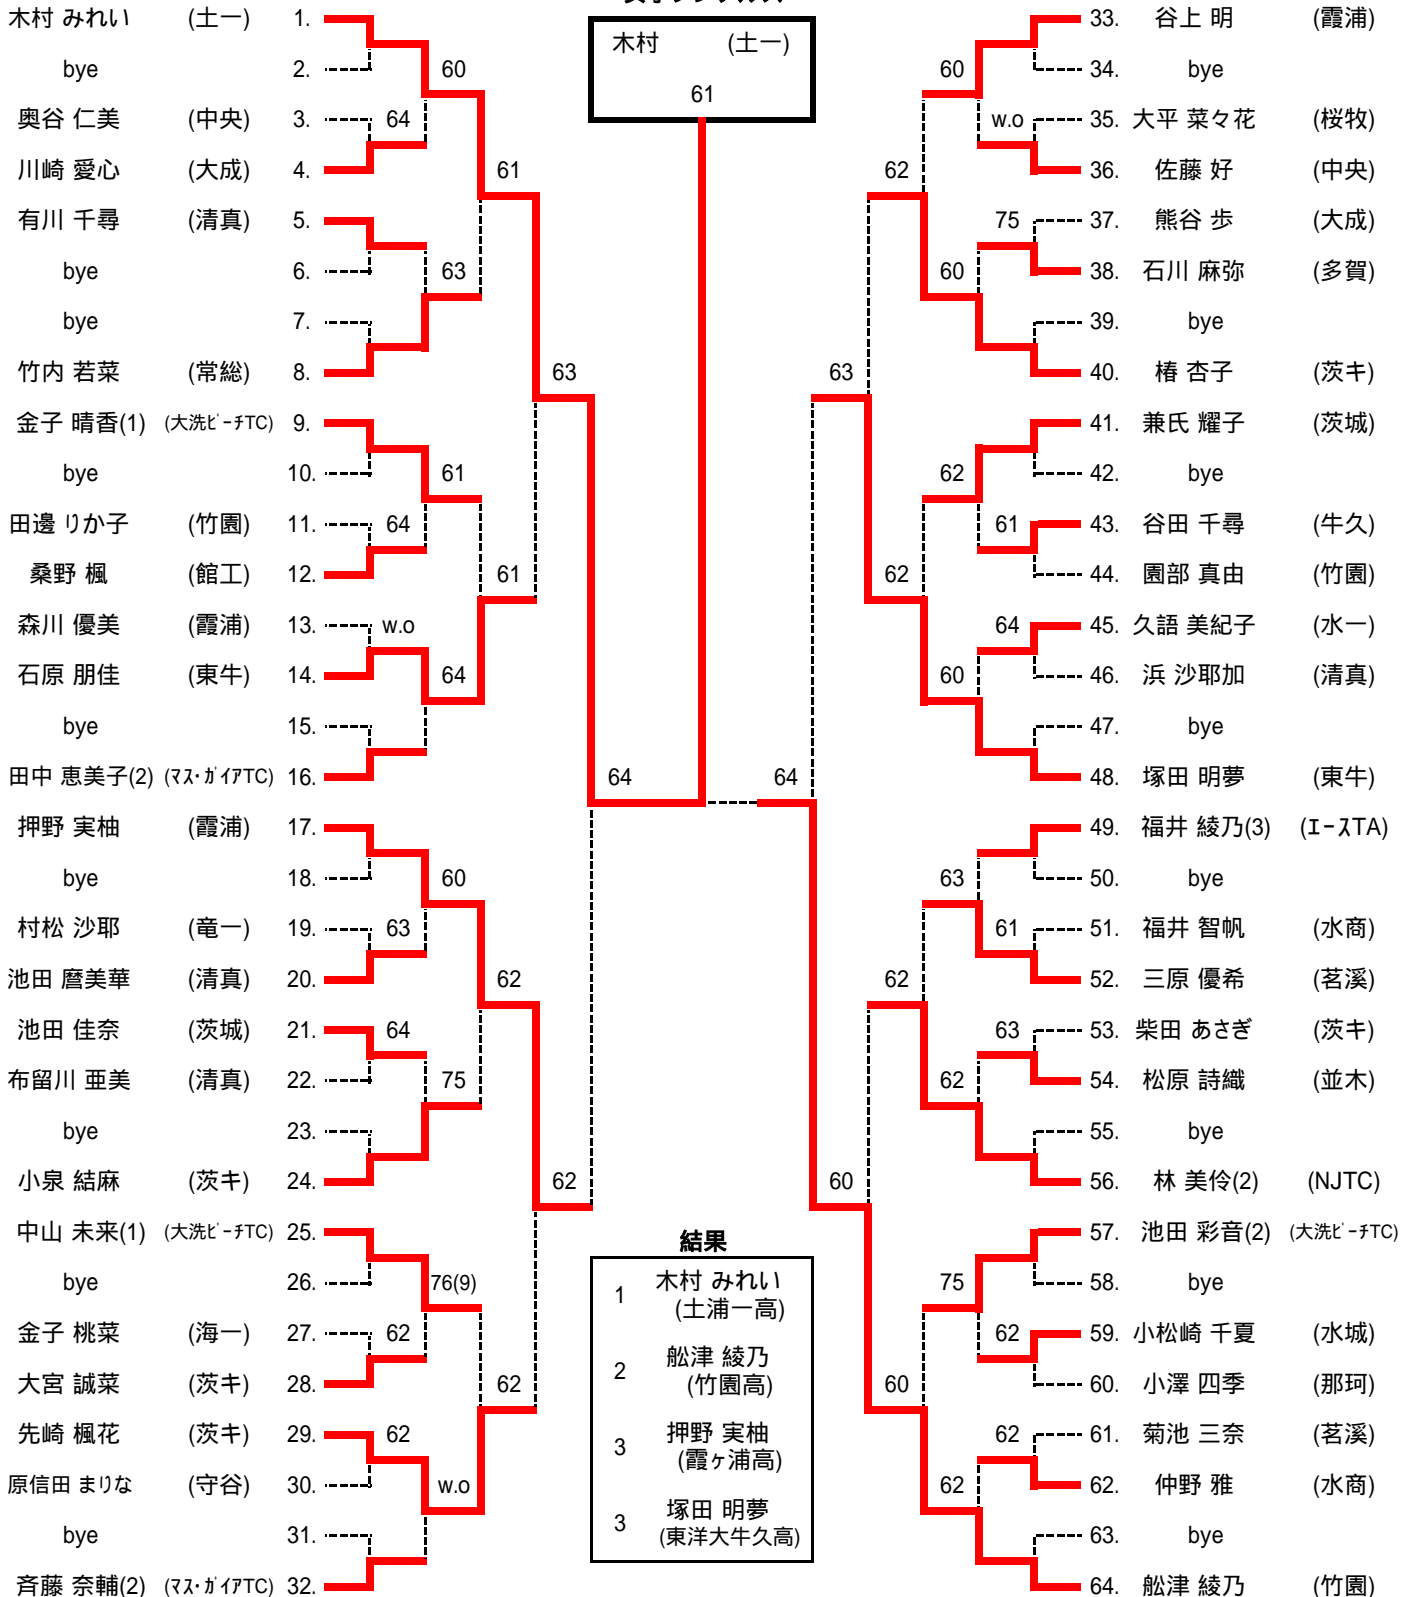 木村 みれい (土一) 1.
bye 2.
奥谷 仁美 (中央) 3.
川崎 愛心 (大成) 4.
有川 千尋 (清真) 5.
bye 6.
bye 7.
竹内 若菜 (常総) 8.
金子 晴香(1) (大洗ﾋﾞｰﾁTC) 9.
bye 10.
田邊 りか子 (竹園) 11.
桑野 楓 (館工) 12.
森川 優美 (霞浦) 13.
石原 朋佳 (東牛) 14.
bye 15.
田中 恵美子(2) (ﾏｽ･ｶﾞｲｱTC) 16.
押野 実柚 (霞浦) 17.
bye 18.
村松 沙耶 (竜一) 19.
池田 麿美華 (清真) 20.
池田 佳奈 (茨城) 21.
布留川 亜美 (清真) 22.
bye 23.
小泉 結麻 (茨キ) 24.
中山 未来(1) (大洗ﾋﾞｰﾁTC) 25.
bye 26.
金子 桃菜 (海一) 27.
大宮 誠菜 (茨キ) 28.
先崎 楓花 (茨キ) 29.
原信田 まりな (守谷) 30.
bye 31.
斉藤 奈輔(2) (ﾏｽ･ｶﾞｲｱTC) 32.
64
64
w.o
63
64
62
62
60
63
61
64
60
75
76(9)
w.o
61
61
62
62
63
62
64
木村 (土一)
61
64
63
60
62
62
62
60
60
60
62
60
63
62
75
62
w.o
75
61
64
61
63
62
62
33. 谷上 明 (霞浦)
34. bye
35. 大平 菜々花 (桜牧)
36. 佐藤 好 (中央)
37. 熊谷 歩 (大成)
38. 石川 麻弥 (多賀)
39. bye
40. 椿 杏子 (茨キ)
41. 兼氏 耀子 (茨城)
42. bye
43. 谷田 千尋 (牛久)
44. 園部 真由 (竹園)
45. 久語 美紀子 (水一)
46. 浜 沙耶加 (清真)
47. bye
48. 塚田 明夢 (東牛)
49. 福井 綾乃(3) (ｴｰｽTA)
50. bye
51. 福井 智帆 (水商)
52. 三原 優希 (茗溪)
53. 柴田 あさぎ (茨キ)
54. 松原 詩織 (並木)
55. bye
56. 林 美伶(2) (NJTC)
57. 池田 彩音(2) (大洗ﾋﾞｰﾁTC)
58. bye
59. 小松崎 千夏 (水城)
60. 小澤 四季 (那珂)
61. 菊池 三奈 (茗溪)
62. 仲野 雅 (水商)
63. bye
64. 舩津 綾乃 (竹園)
結果
1 木村 みれい
(土浦一高)
2 舩津 綾乃
(竹園高)
3 押野 実柚
(霞ヶ浦高)
3 塚田 明夢
(東洋大牛久高)